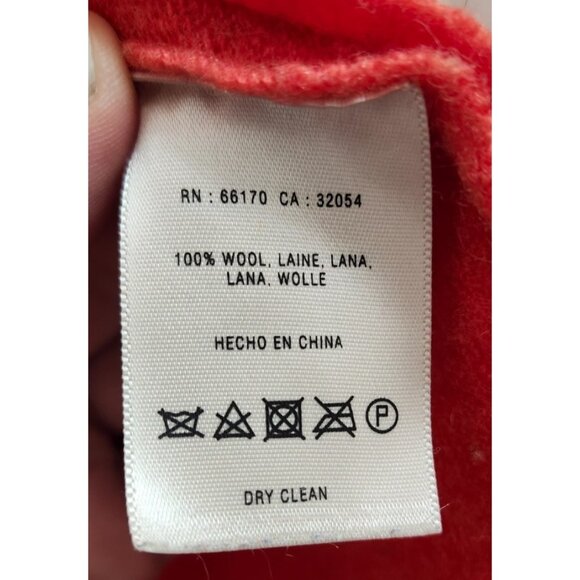 RN : 66170 CA : 32054
100% WOOL, LAINE, LANA,
LANA, WOLLE
HECHO EN CHINA
P
DRY CLEAN